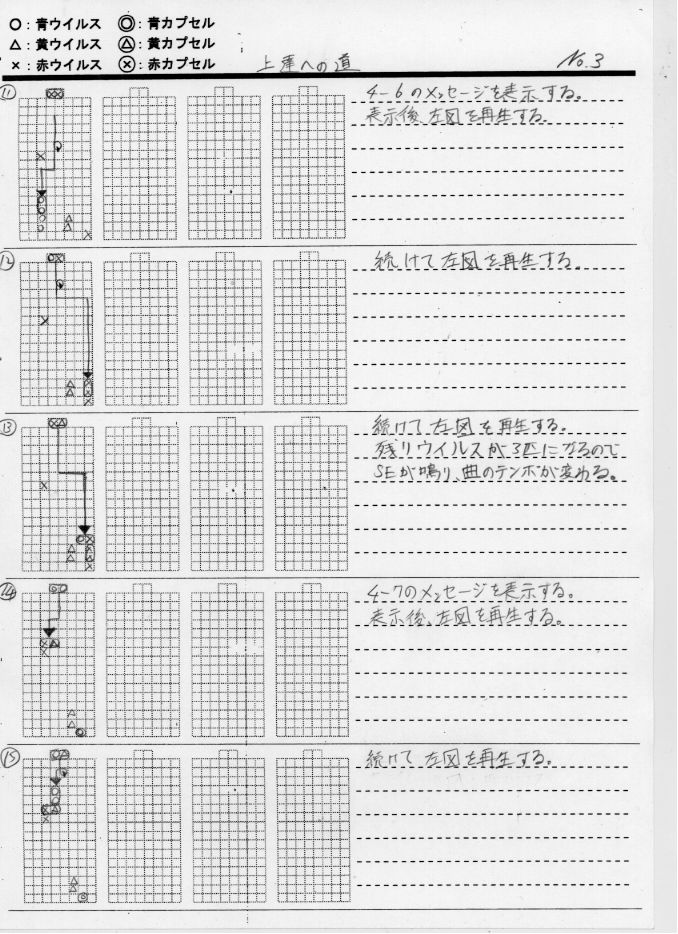 ○：青ウイルス ◎：青カプセル
△：黄ウイルス △：黄カプセル
×：赤ウイルス ⊗：赤カプセル
上達への道 No.3
⑪ 4-6のメッセージを表示する。
表示後、左図を再生する。
⑫ 続けて左図を再生する。
⑬ 続けて左図を再生する。
残りウイルスが3匹になるので
SEが鳴り、曲のテンポが変わる。
⑭ 4-7のメッセージを表示する。
表示後、左図を再生する。
⑮ 続けて左図を再生する。